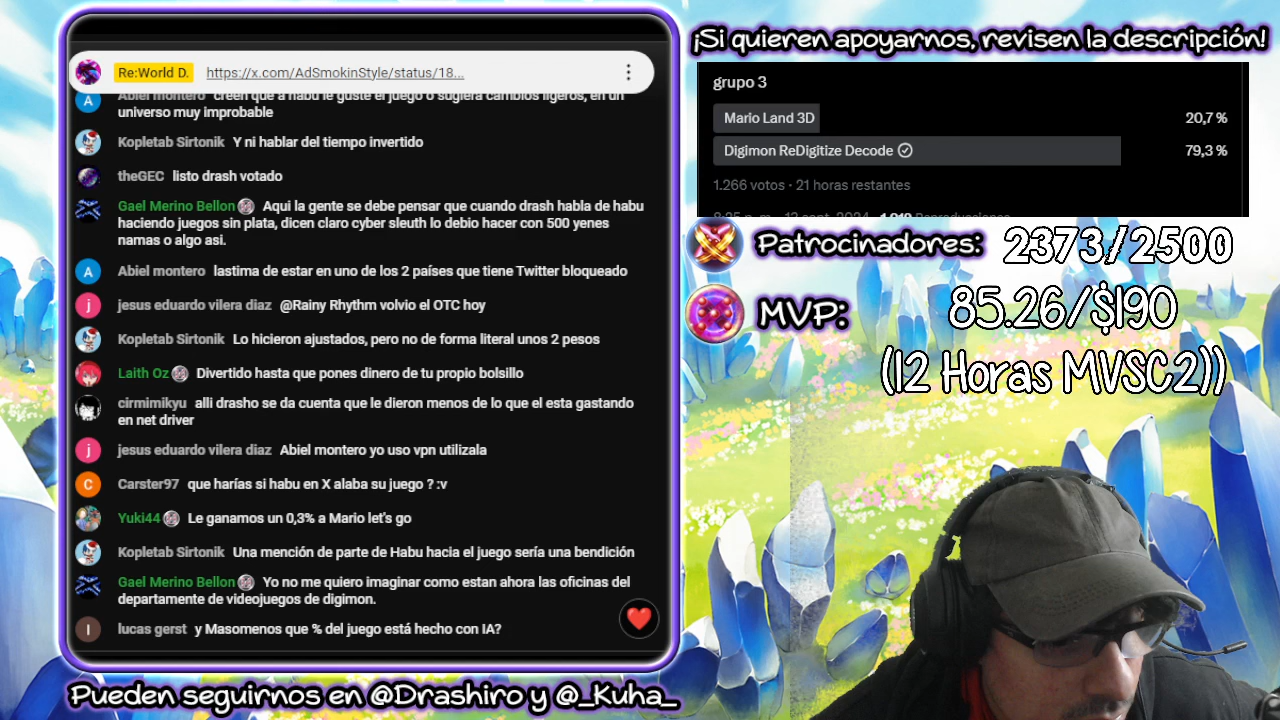 Re:World D. https://x.com/AdSmokinStyle/status/18...
A Abiel montero creen que a habu le guste el juego o sugiera cambios ligeros, en un
universo muy improbable
Kopletab Sirtonik Y ni hablar del tiempo invertido
theGEC listo drash votado
Gael Merino Bellon Aqui la gente se debe pensar que cuando drash habla de habu
haciendo juegos sin plata, dicen claro cyber sleuth lo debio hacer con 500 yenes
namas o algo asi.
A Abiel montero lastima de estar en uno de los 2 países que tiene Twitter bloqueado
j jesus eduardo vilera diaz @Rainy Rhythm volvio el OTC hoy
Kopletab Sirtonik Lo hicieron ajustados, pero no de forma literal unos 2 pesos
Laith Oz Divertido hasta que pones dinero de tu propio bolsillo
cirmimikyu alli drasho se da cuenta que le dieron menos de lo que el esta gastando
en net driver
j jesus eduardo vilera diaz Abiel montero yo uso vpn utilizala
C Carster97 que harías si habu en X alaba su juego ? :v
Yuki44 Le ganamos un 0,3% a Mario let's go
Kopletab Sirtonik Una mención de parte de Habu hacia el juego sería una bendición
Gael Merino Bellon Yo no me quiero imaginar como estan ahora las oficinas del
departamente de videojuegos de digimon.
l lucas gerst y Masomenos que % del juego está hecho con IA?
Pueden seguirnos en @Drashiro y @_Kuha_
¡Si quieren apoyarnos, revisen la descripción!
grupo 3
Mario Land 3D 20,7 %
Digimon ReDigitize Decode 79,3 %
1.266 votos · 21 horas restantes
8:25 p. m. · 12 sept. 2024 · 1.919 Reproducciones
Patrocinadores: 2373/2500
MVP: 85.26/$190
(12 Horas MVSC2))